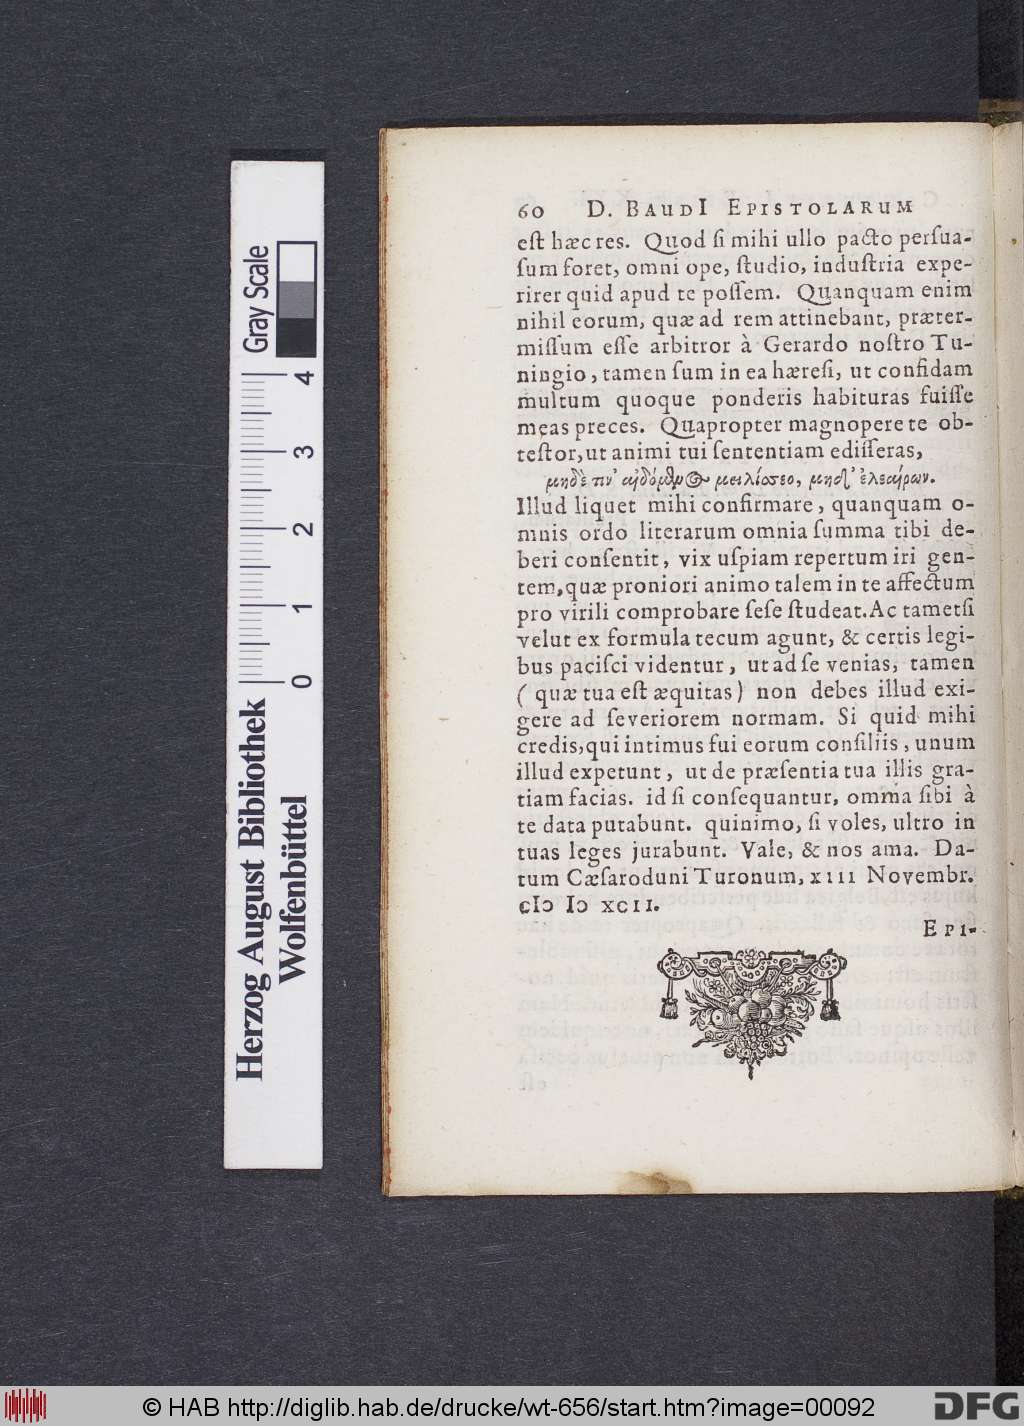 60 D. BAUDI EPISTOLARUM
est hæc res. Quod si mihi ullo pacto persua-
sum foret, omni ope, studio, industria expe-
rirer quid apud te possem. Quanquam enim
nihil eorum, quæ ad rem attinebant, præter-
missum esse arbitror à Gerardo nostro Tu-
ningio, tamen sum in ea hæresi, ut confidam
multum quoque ponderis habituras fuisse
meas preces. Quapropter magnopere te ob-
testor, ut animi tui sententiam edisseras,
μηδέ τι μ' αἰδόμενος μειλίσσεο, μηδ' ἐλεαίρων.
Illud liquet mihi confirmare, quanquam o-
mnis ordo literarum omnia summa tibi de-
beri consentit, vix uspiam repertum iri gen-
tem, quæ proniori animo talem in te affectum
pro virili comprobare sese studeat. Ac tametsi
velut ex formula tecum agunt, & certis legi-
bus pacisci videntur, ut ad se venias, tamen
(quæ tua est æquitas) non debes illud exi-
gere ad severiorem normam. Si quid mihi
credis, qui intimus fui eorum consiliis, unum
illud expetunt, ut de præsentia tua illis gra-
tiam facias. id si consequantur, omnia sibi à
te data putabunt. quinimo, si voles, ultro in
tuas leges jurabunt. Vale, & nos ama. Da-
tum Cæsaroduni Turonum, XIII Novembr.
CIↃ IↃ XCII.
EPI-
Gray Scale
4
3
2
1
0
Herzog August Bibliothek
Wolfenbüttel
© HAB http://diglib.hab.de/drucke/wt-656/start.htm?image=00092
DFG